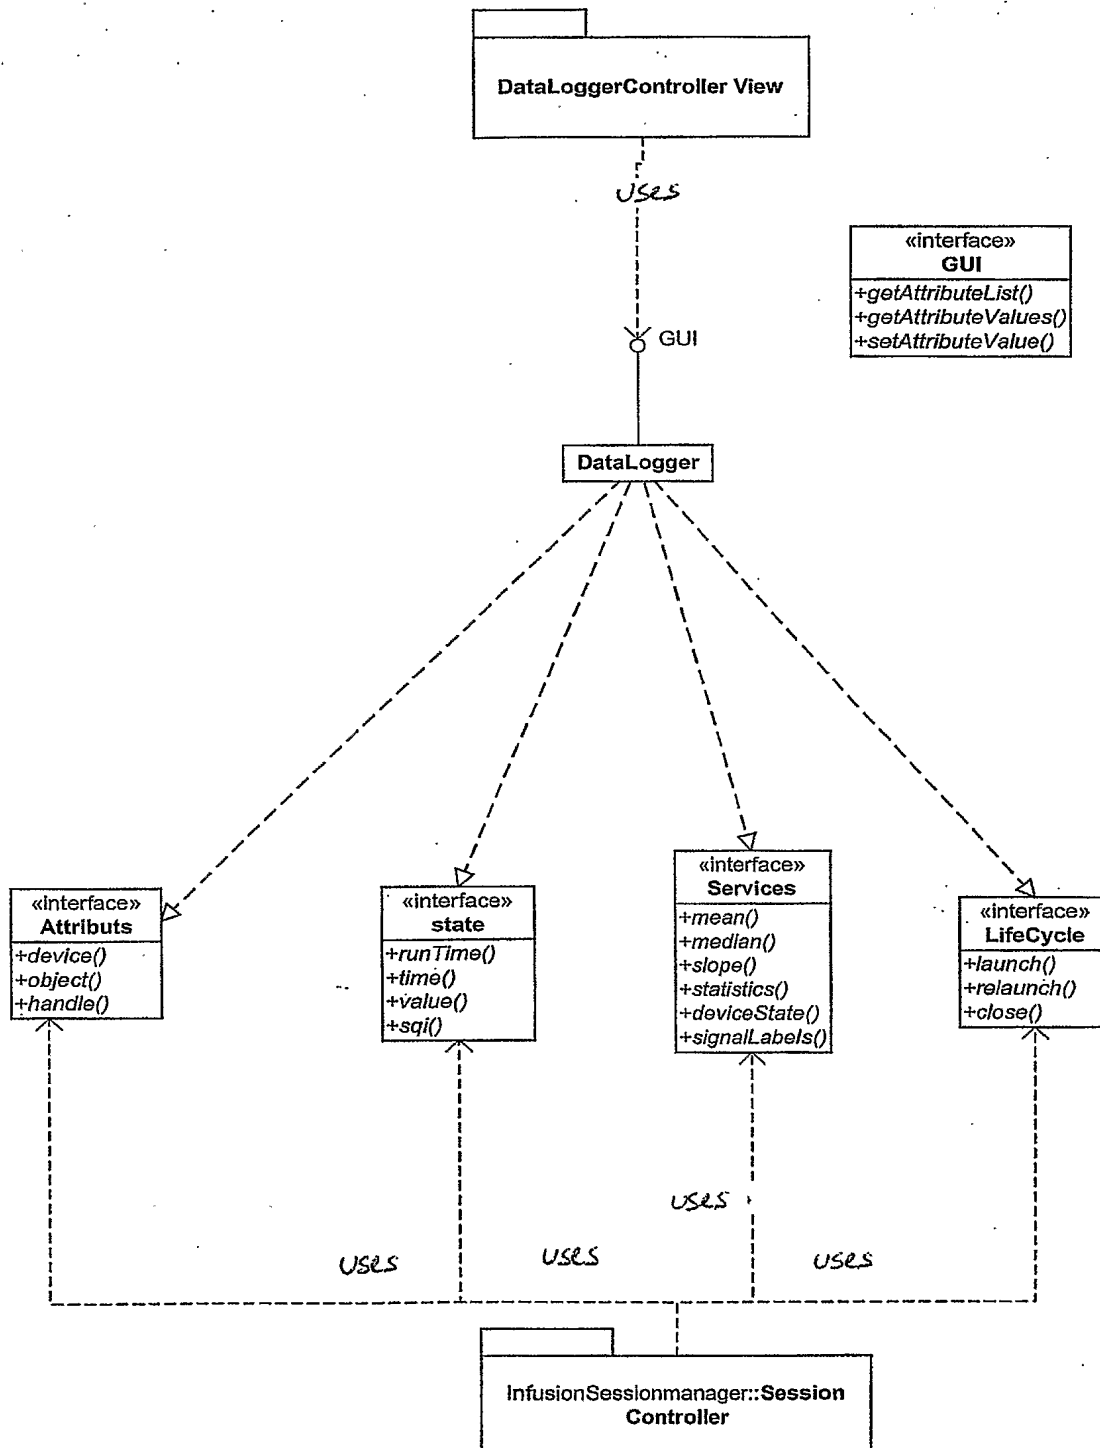 DataLoggerController View
uses
«interface»
GUI
+getAttributeList()
+getAttributeValues()
+setAttributeValue()
GUI
DataLogger
«interface»
Attributs
+device()
+object()
+handle()
«interface»
state
+runTime()
+time()
+value()
+sqi()
«interface»
Services
+mean()
+median()
+slope()
+statistics()
+deviceState()
+signalLabels()
«interface»
LifeCycle
+launch()
+relaunch()
+close()
uses
uses
uses
uses
InfusionSessionmanager::Session
Controller